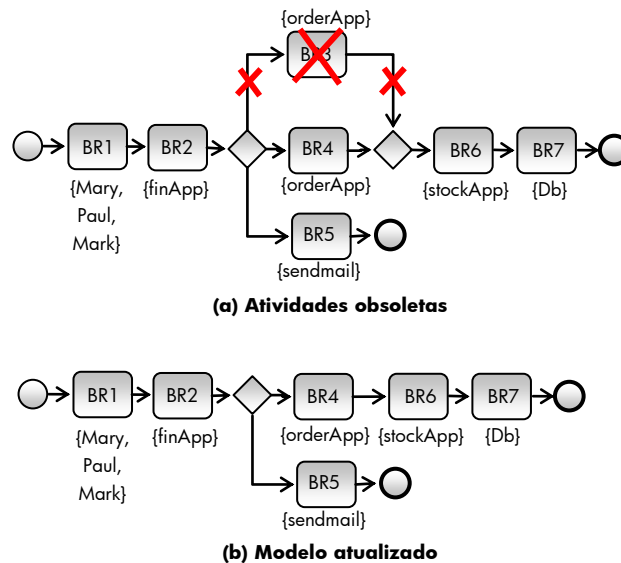 {orderApp}
BR3
BR1 BR2 BR4 BR6 BR7
{Mary, {finApp} {orderApp} {stockApp} {Db}
Paul,
Mark}
BR5
{sendmail}
(a) Atividades obsoletas
BR1 BR2 BR4 BR6 BR7
{Mary, {finApp} {orderApp} {stockApp} {Db}
Paul,
Mark}
BR5
{sendmail}
(b) Modelo atualizado